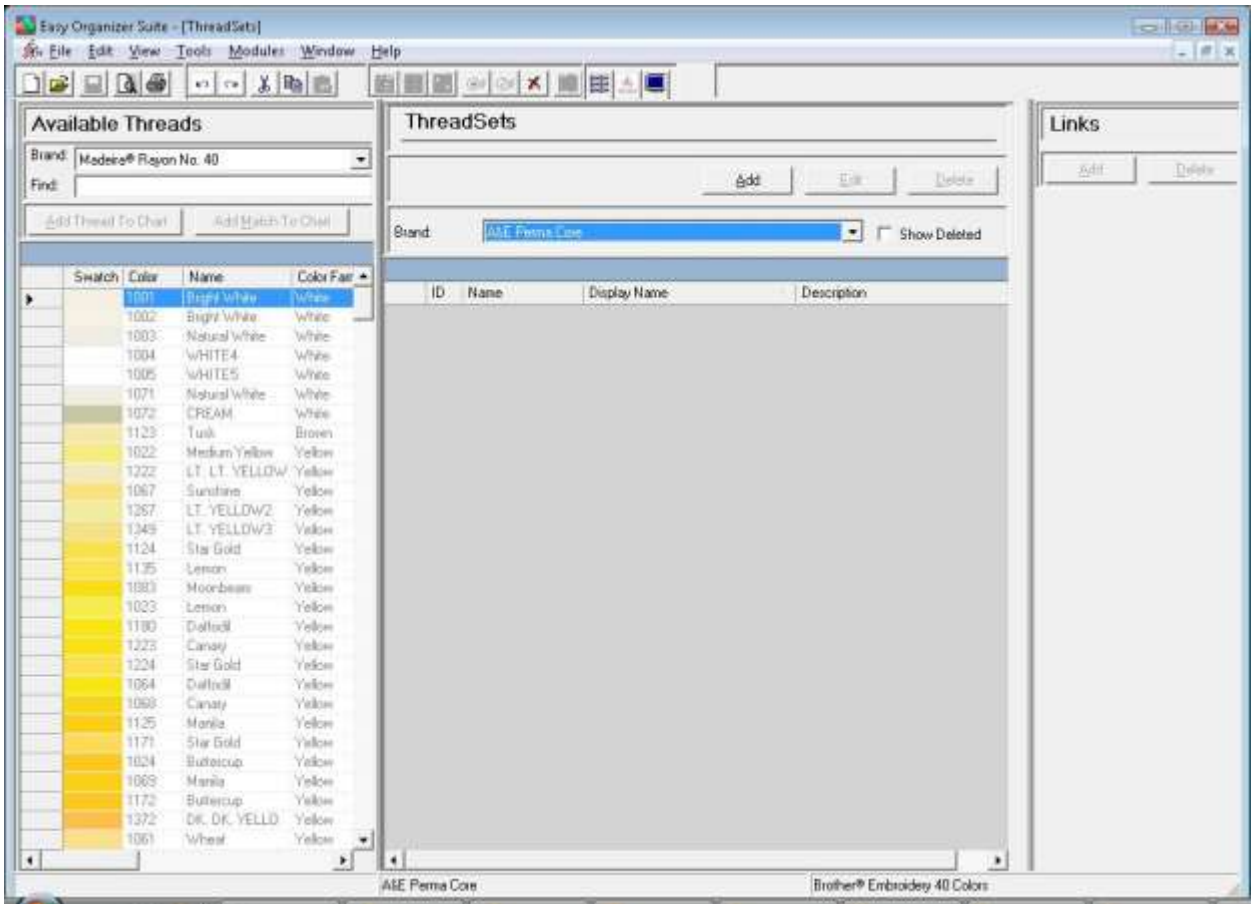 Easy Organizer Suite - [ThreadSets]
File Edit View Tools Modules Window Help
Available Threads
Brand: Madeira® Rayon No. 40
Find:
Add Thread To Chart Add Match To Chart
Swatch Color Name Color Fam
1001 Bright White White
1002 Bright White White
1003 Natural White White
1004 WHITE4 White
1005 WHITE5 White
1071 Natural White White
1072 CREAM White
1123 Tusk Brown
1022 Medium Yellow Yellow
1222 LT. LT. YELLOW Yellow
1067 Sunshine Yellow
1267 LT. YELLOW2 Yellow
1349 LT. YELLOW3 Yellow
1124 Star Gold Yellow
1135 Lemon Yellow
1083 Moonbeam Yellow
1023 Lemon Yellow
1180 Daffodil Yellow
1223 Canary Yellow
1224 Star Gold Yellow
1064 Daffodil Yellow
1068 Canary Yellow
1125 Manila Yellow
1171 Star Gold Yellow
1024 Buttercup Yellow
1069 Manila Yellow
1172 Buttercup Yellow
1372 DK. DK. YELLO Yellow
1061 Wheat Yellow
ThreadSets
Add Edit Delete
Brand: A&E Perma Core Show Deleted
ID Name Display Name Description
Links
Add Delete
A&E Perma Core Brother® Embroidery 40 Colors